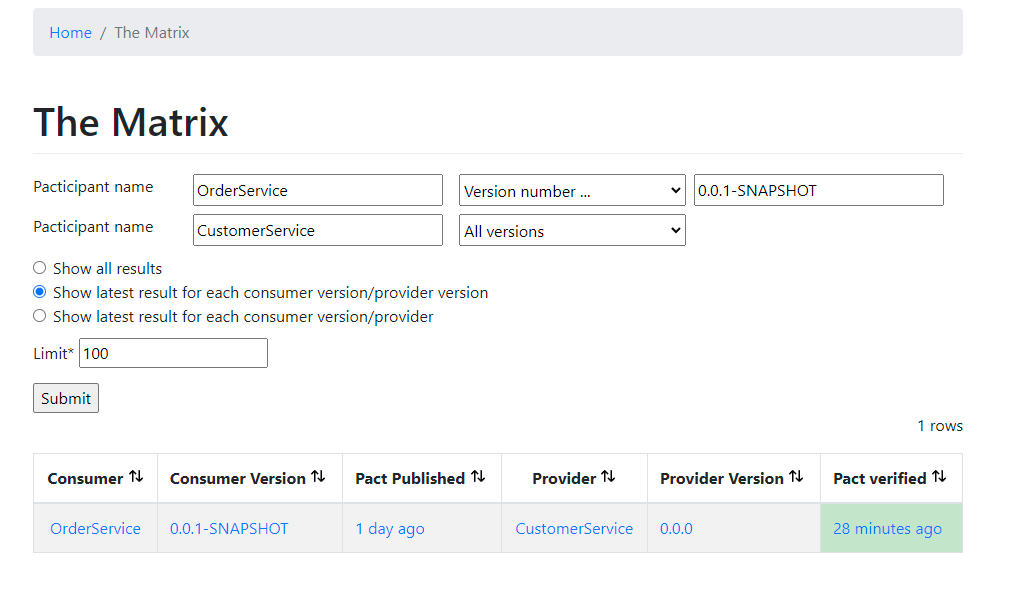 Home / The Matrix
The Matrix
Pacticipant name OrderService Version number ... 0.0.1-SNAPSHOT
Pacticipant name CustomerService All versions
Show all results
Show latest result for each consumer version/provider version
Show latest result for each consumer version/provider
Limit* 100
Submit
1 rows
Consumer Consumer Version Pact Published Provider Provider Version Pact verified
OrderService 0.0.1-SNAPSHOT 1 day ago CustomerService 0.0.0 28 minutes ago